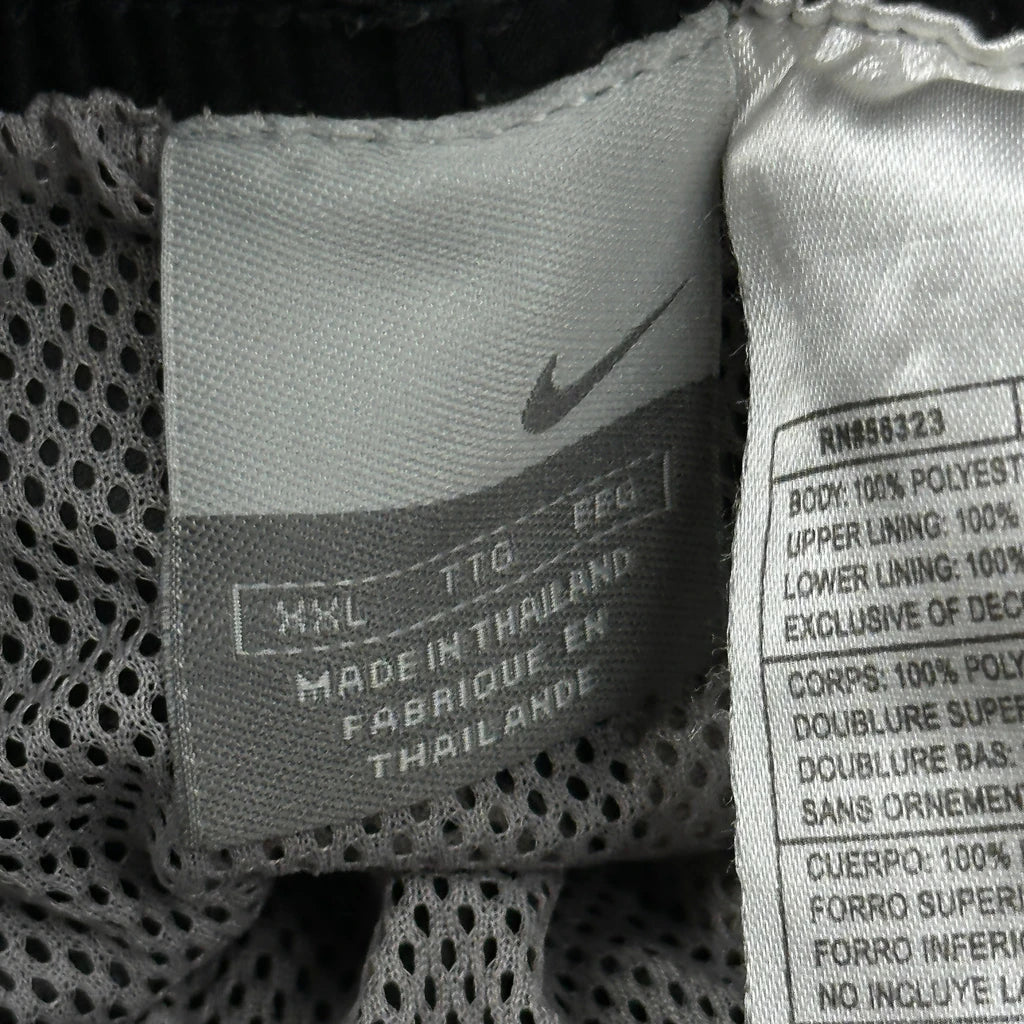 XXL TTG EEG
MADE IN THAILAND
FABRIQUE EN
THAILANDE
RN#56323
BODY: 100% POLYEST
UPPER LINING: 100%
LOWER LINING: 100%
EXCLUSIVE OF DEC
CORPS: 100% POLY
DOUBLURE SUPER
DOUBLURE BAS:
SANS ORNEMEN
CUERPO: 100%
FORRO SUPERI
FORRO INFERIO
NO INCLUYE LA